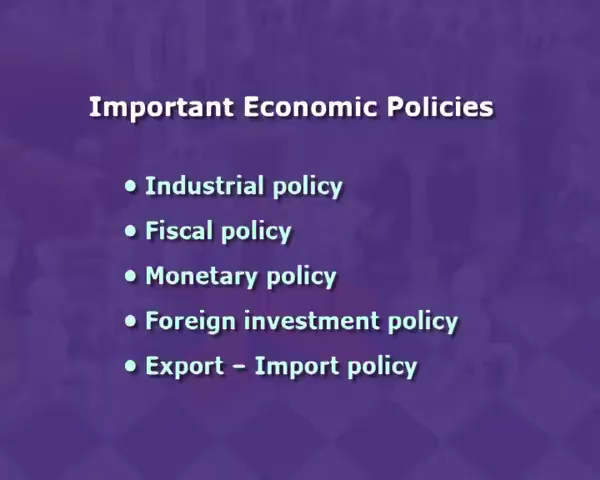 Important Economic Policies
• Industrial policy
• Fiscal policy
• Monetary policy
• Foreign investment policy
• Export – Import policy